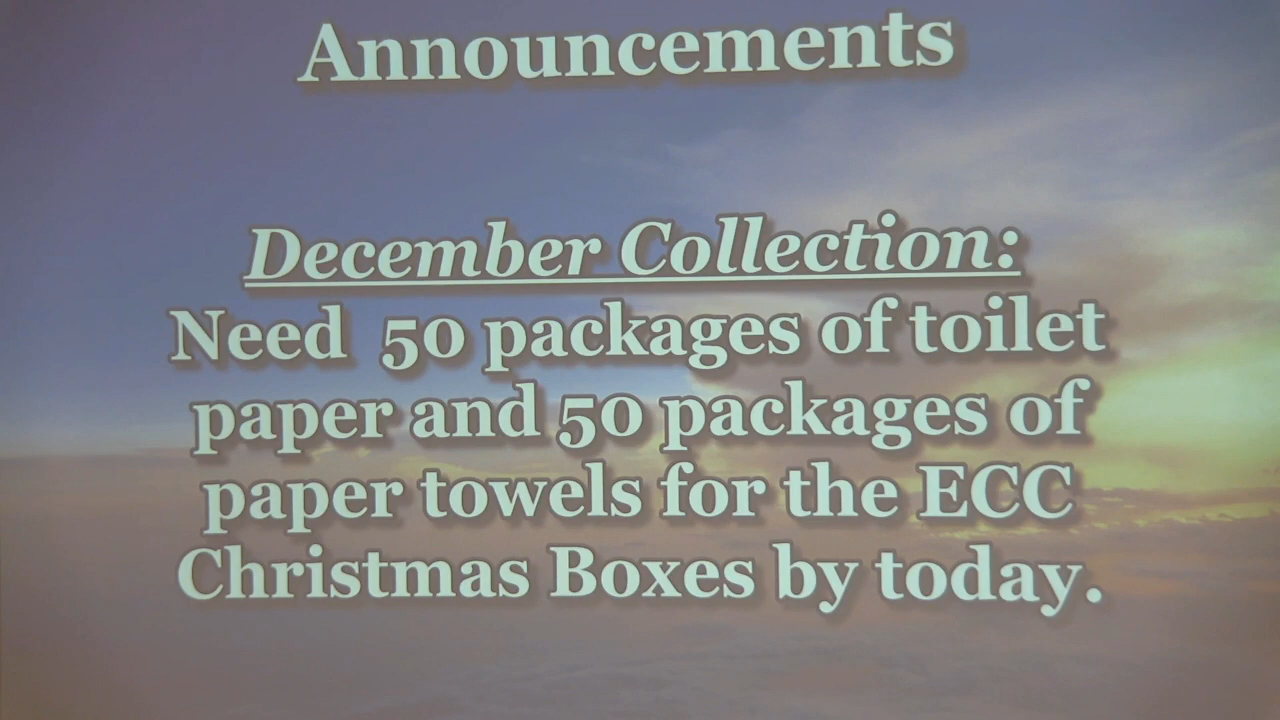 Announcements
December Collection:
Need 50 packages of toilet
paper and 50 packages of
paper towels for the ECC
Christmas Boxes by today.